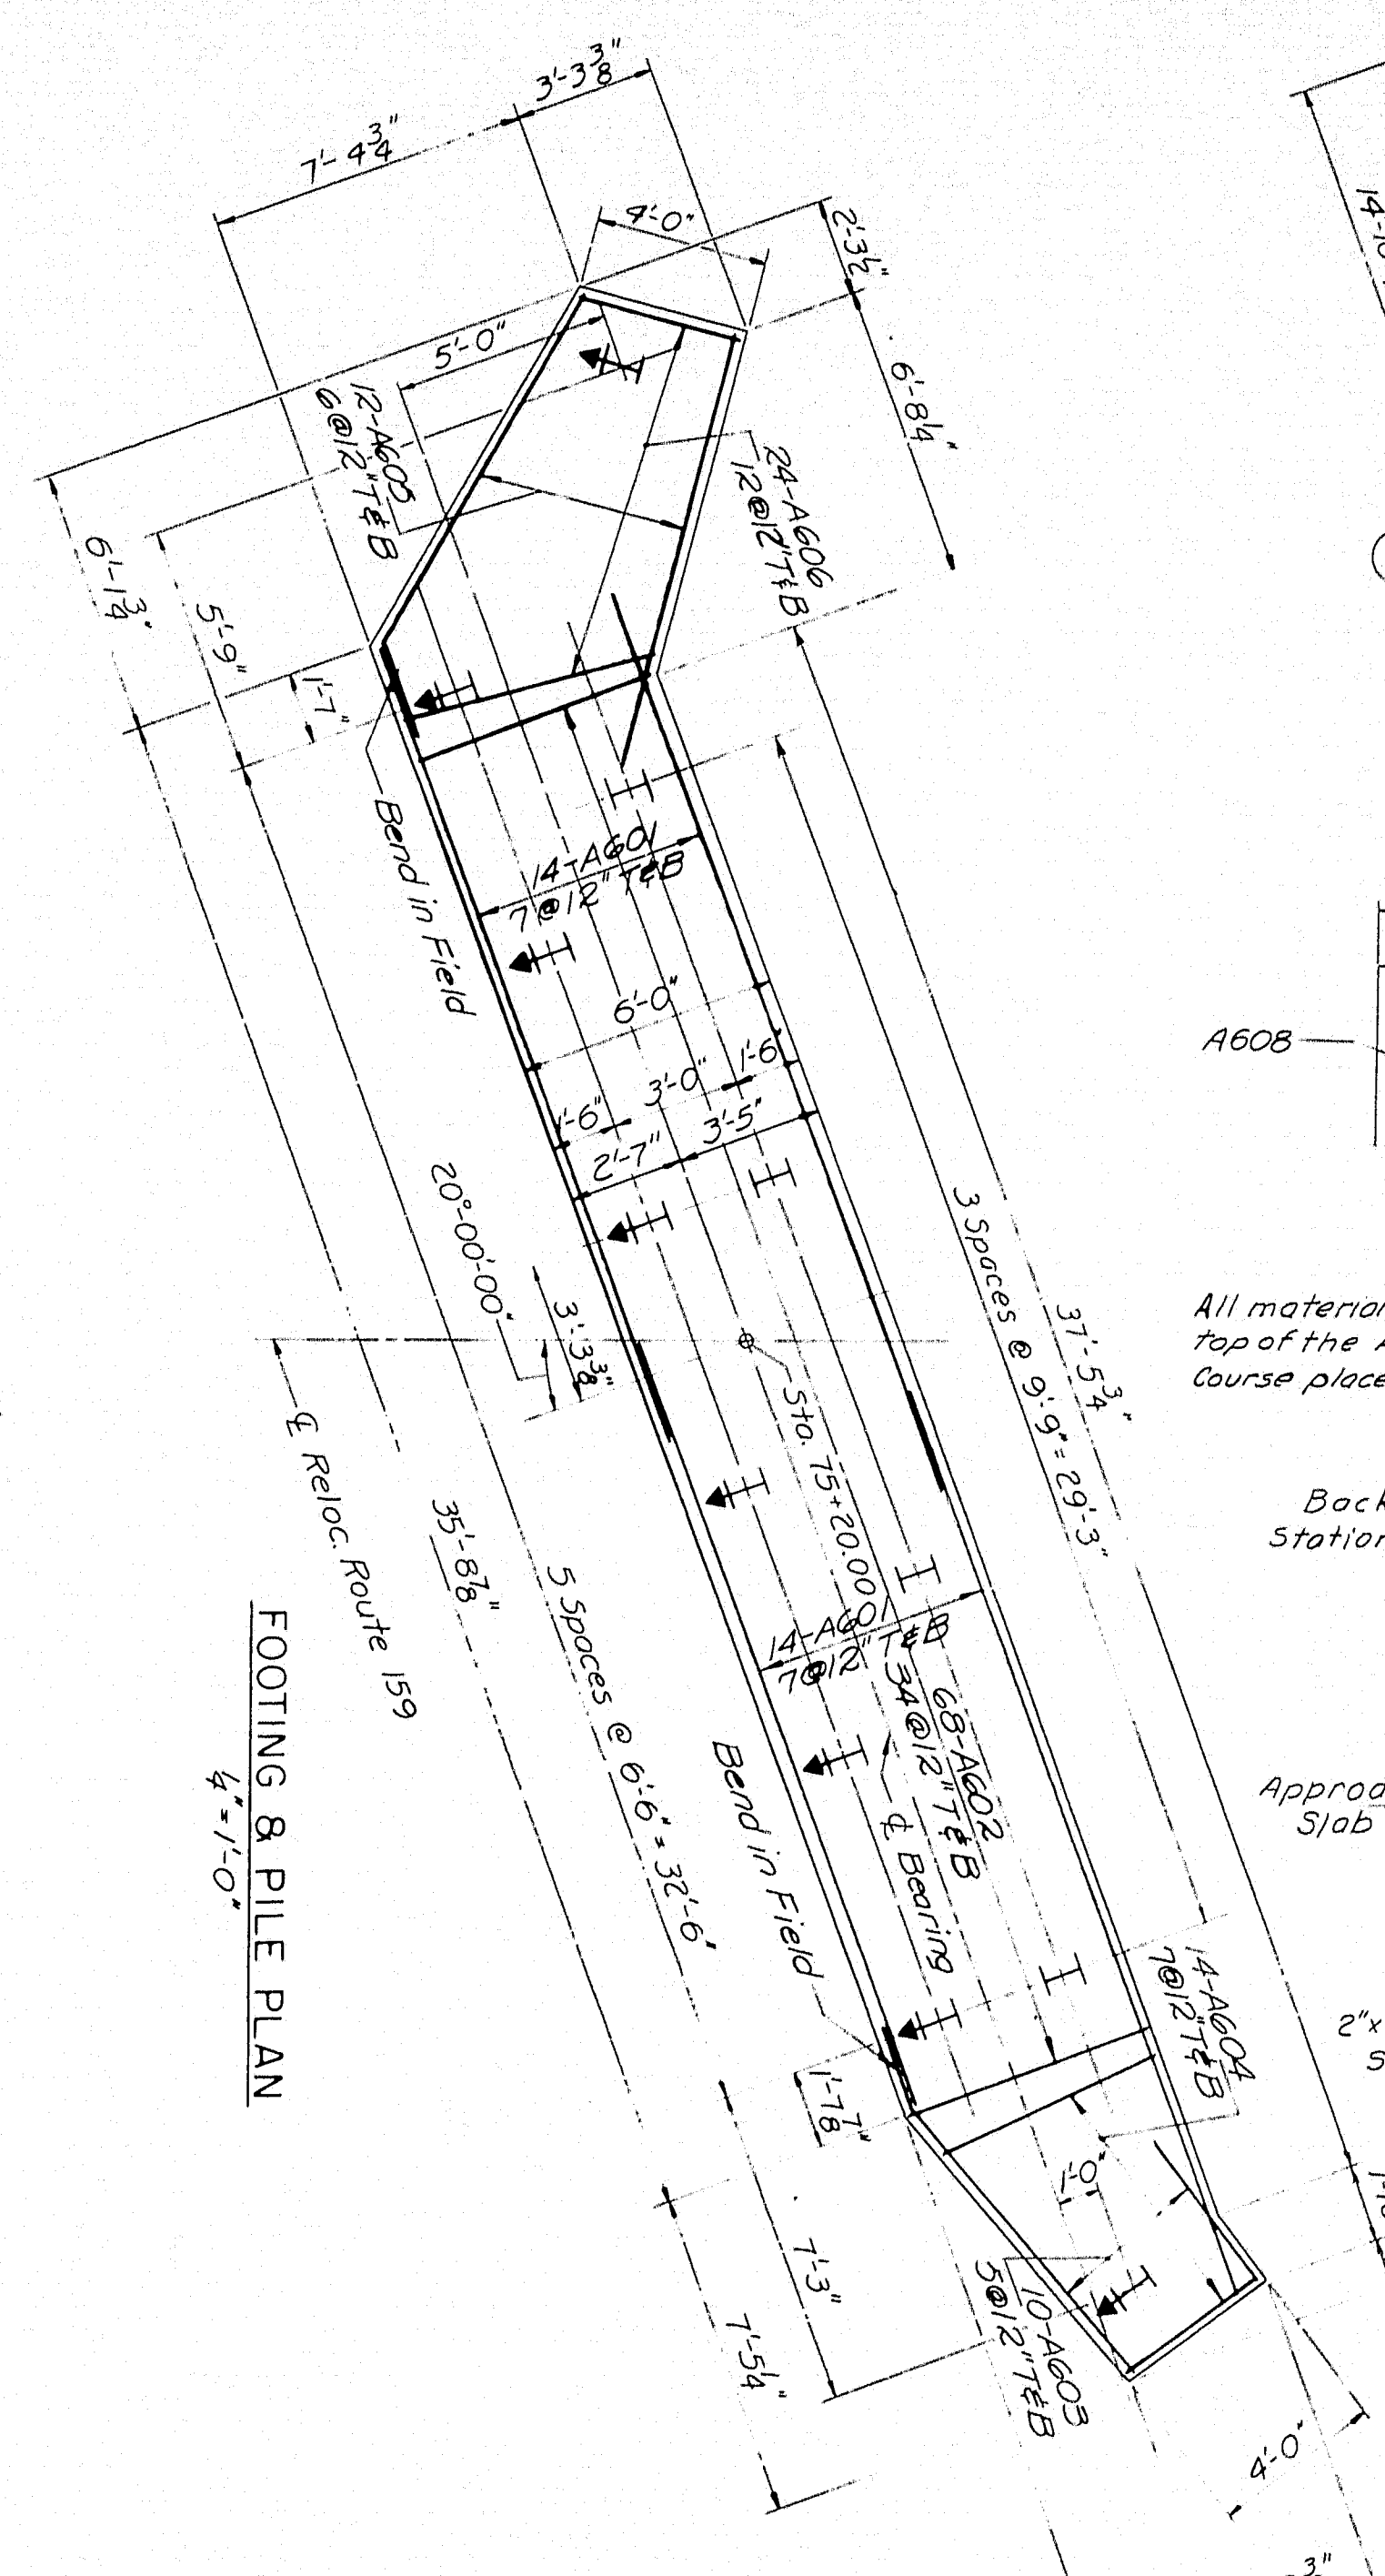 3'-3 3/8"
7'-4 3/4"
4'-0"
2'-3 1/2"
5'-0"
6'-8 1/4"
12-A605
6@12"T&B
24-A606
12@12"T&B
6'-1 3/4"
5'-9"
1'-7"
Bend in Field
14-A601
7@12"T&B
6'-0"
1'-6
3'-0"
1'-6"
3'-5"
2'-7"
A608
20°-00'-00"
3'-3 3/8"
3 Spaces @ 9'-9" = 29'-3"
37'-5 3/4"
Sta. 75+20.00
℄ Reloc. Route 159
35'-8 7/8"
5 Spaces @ 6'-6" = 32'-6"
14-A601
7@12"T&B
68-A602
34@12"T&B
℄ Bearing
Bend in Field
FOOTING & PILE PLAN
1/4"=1'-0"
14-A604
7@12"T&B
1'-7 7/8"
1'-0"
7'-3"
7'-5 1/4"
10-A603
5@12"T&B
4'-0"
3"
top of the
Course place
Back
Station
Slab
2"x